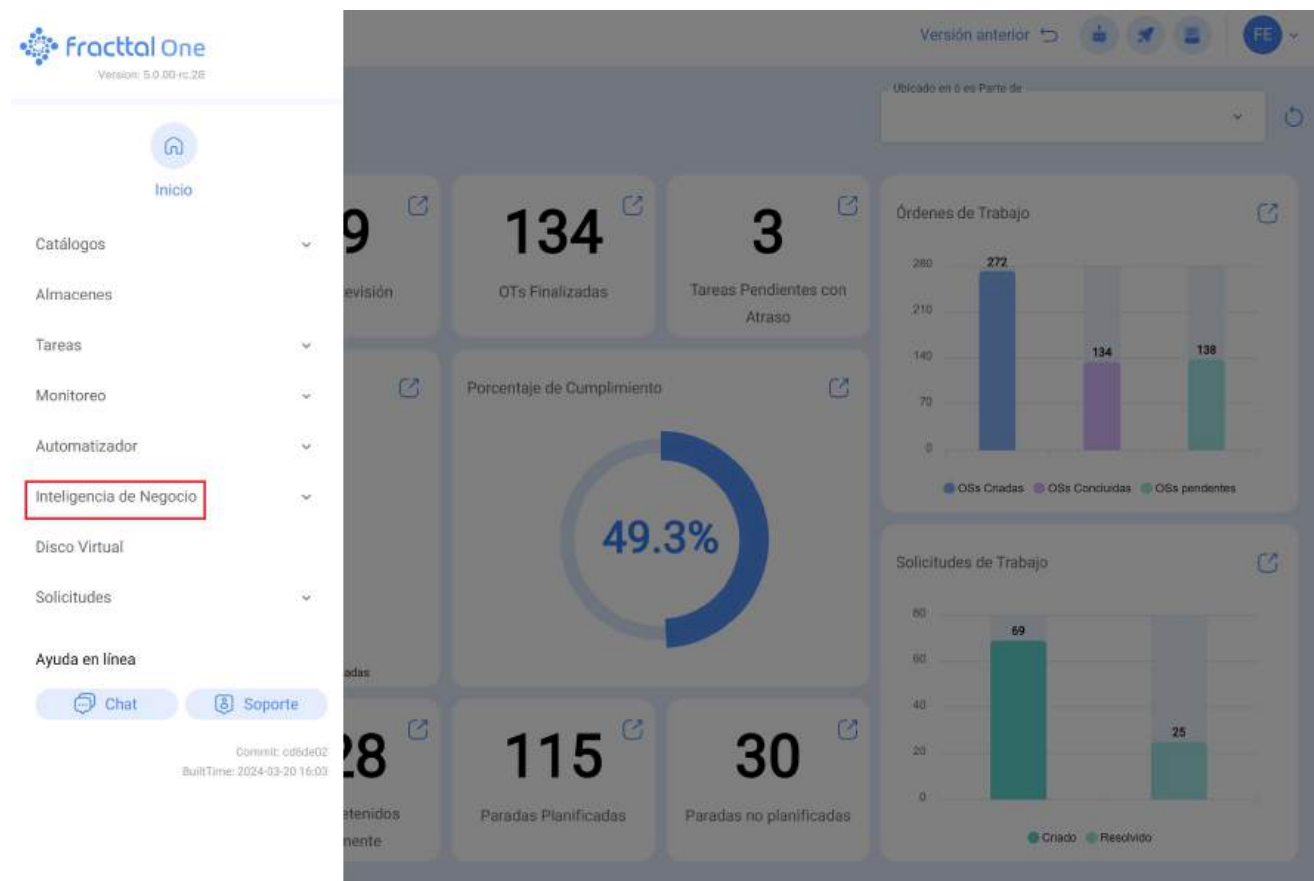 fracttal One
Version: 5.0.00-rc.28
Inicio
Catálogos
Almacenes
Tareas
Monitoreo
Automatizador
Inteligencia de Negocio
Disco Virtual
Solicitudes
Ayuda en línea
Chat
Soporte
Commit: cd6de02
BuiltTime: 2024-03-20 16:03
Versión anterior
FE
Ubicado en ó es Parte de
9
evisión
134
OTs Finalizadas
3
Tareas Pendientes con
Atraso
Órdenes de Trabajo
280
210
140
70
0
272
134
138
OSs Criadas
OSs Concluidas
OSs pendentes
adas
Porcentaje de Cumplimiento
49.3%
Solicitudes de Trabajo
80
60
40
20
0
69
25
Criado
Resolvido
28
etenidos
mente
115
Paradas Planificadas
30
Paradas no planificadas